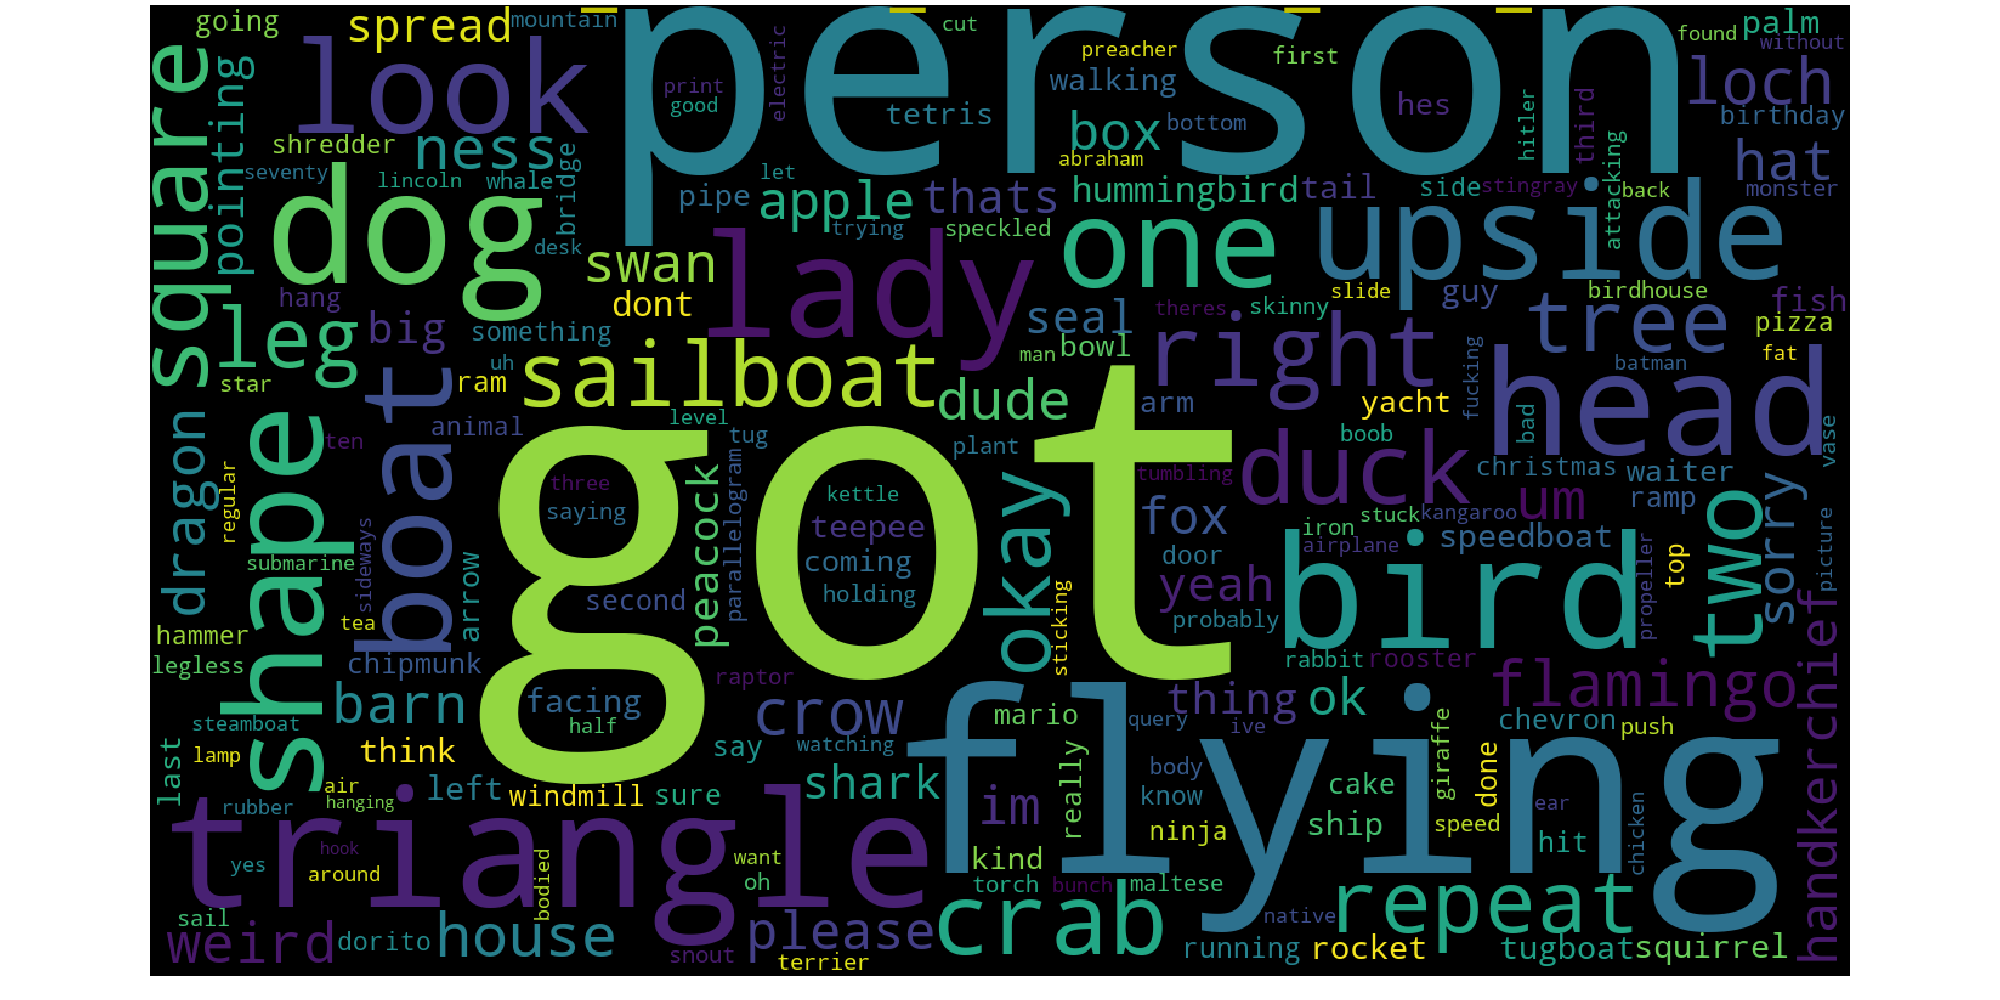 going
spread
mountain
person
cut
preacher
first
found
palm
without
square
pointing
look
print
good
electric
walking
tetris
box
bottom
hes
hitler
third
loch
birthday
shredder
ness
bridge
abraham
attacking
hat
seventy
lincoln
whale
let
pipe
apple
thats
hummingbird
tail
side
stingray
back
monster
dog
desk
trying
speckled
one
upside
swan
lady
hang
dont
seal
theres
skinny
slide
guy
birdhouse
fish
leg
big
something
right
tree
pizza
uh
sailboat
man
bowl
fucking
batman
fat
star
ram
boat
dude
arm
yacht
head
dragon
shape
animal
level
tug
plant
boob
bad
vase
ten
regular
got
peacock
parallelogram
okay
tumbling
duck
christmas
waiter
three
kettle
um
ramp
two
sorry
saying
teepee
fox
stuck
kangaroo
iron
speedboat
picture
submarine
sideways
arrow
coming
door
airplane
bird
propeller
top
second
holding
yeah
handkerchief
hammer
tea
sticking
probably
legless
chipmunk
raptor
rabbit
rooster
barn
facing
crow
thing
ok
flamingo
steamboat
half
mario
query
ive
giraffe
chevron
push
last
lamp
think
say
watching
flying
air
left
windmill
sure
shark
really
body
cake
done
rubber
hanging
im
know
ear
chicken
triangle
ninja
ship
speed
hit
yes
hook
want
kind
around
bodied
oh
torch
bunch
maltese
sail
crab
native
repeat
weird
dorito
house
please
snout
terrier
running
rocket
tugboat
squirrel